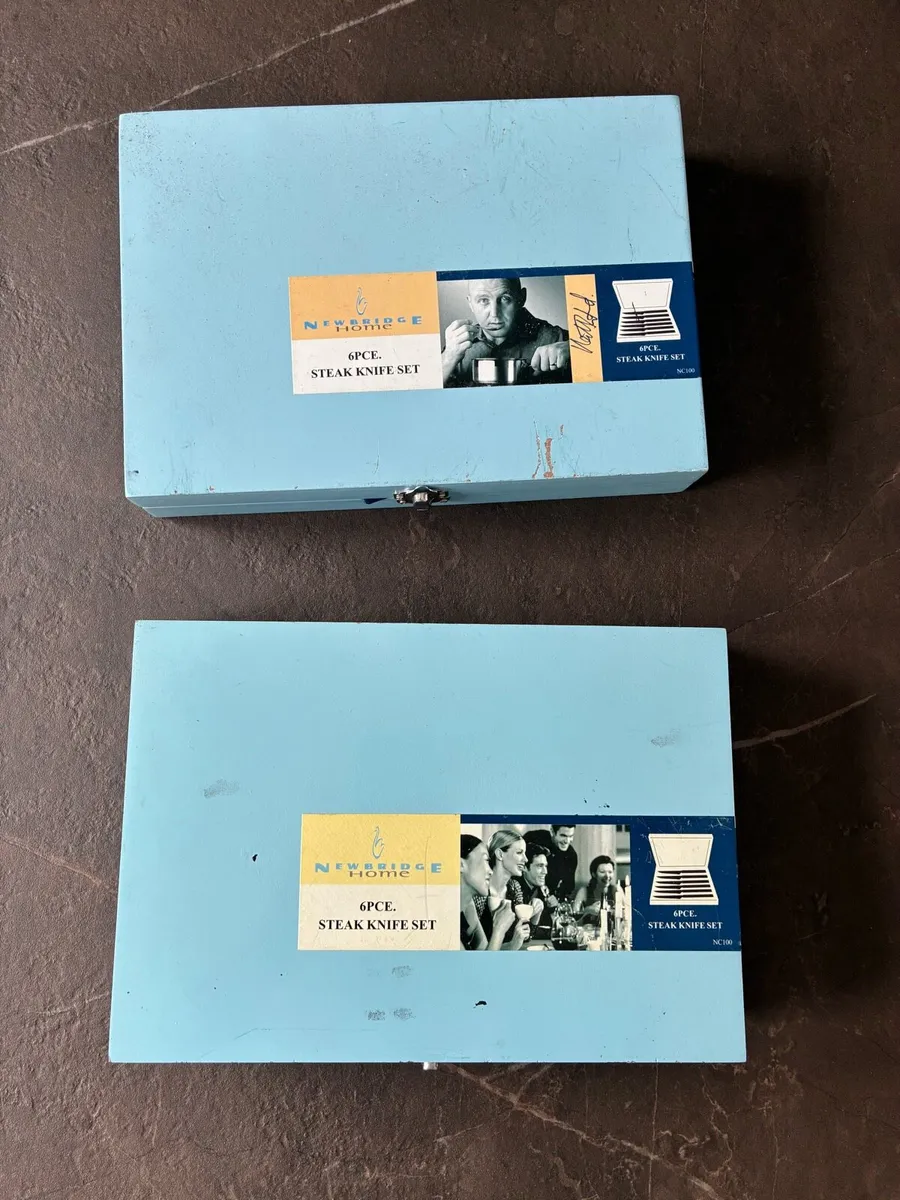 NEWBRIDGE
HOME
6PCE.
STEAK KNIFE SET
6PCE.
STEAK KNIFE SET
NC100
NEWBRIDGE
HOME
6PCE.
STEAK KNIFE SET
6PCE.
STEAK KNIFE SET
NC100